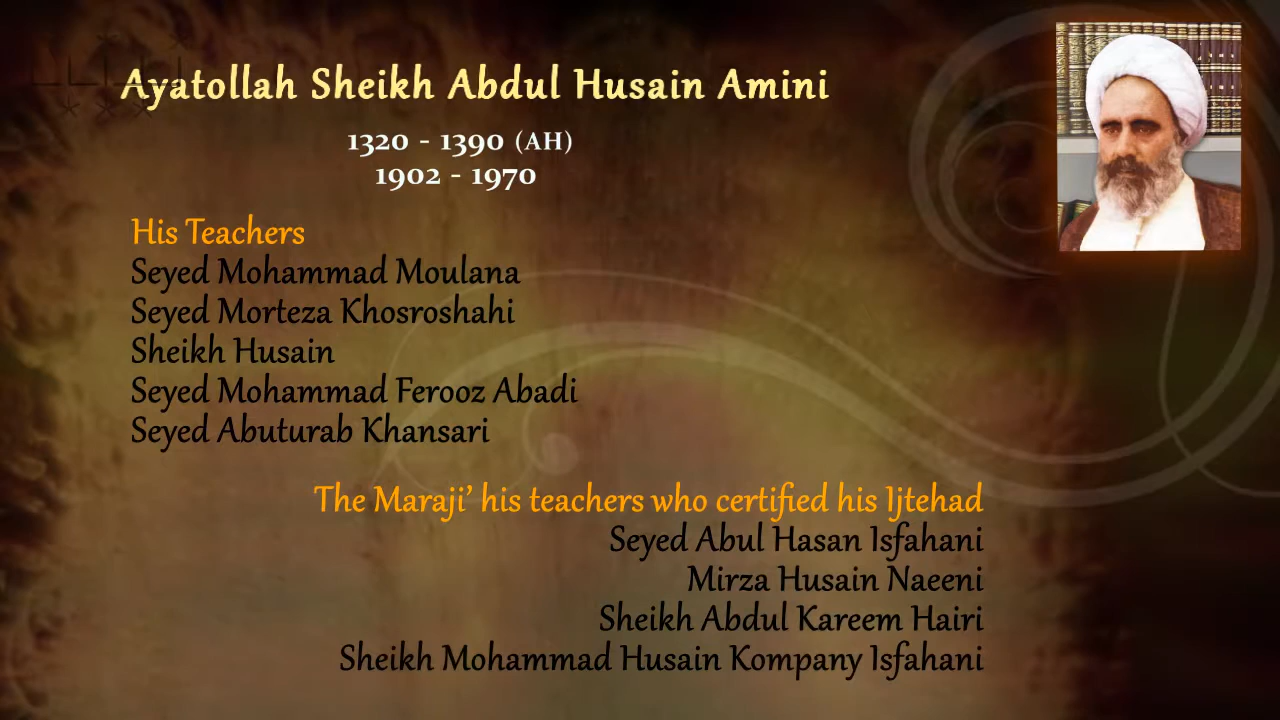 Ayatollah Sheikh Abdul Husain Amini
1320 - 1390 (AH)
1902 - 1970
His Teachers
Seyed Mohammad Moulana
Seyed Morteza Khosroshahi
Sheikh Husain
Seyed Mohammad Ferooz Abadi
Seyed Abuturab Khansari
The Maraji’ his teachers who certified his Ijtehad
Seyed Abul Hasan Isfahani
Mirza Husain Naeeni
Sheikh Abdul Kareem Hairi
Sheikh Mohammad Husain Kompany Isfahani